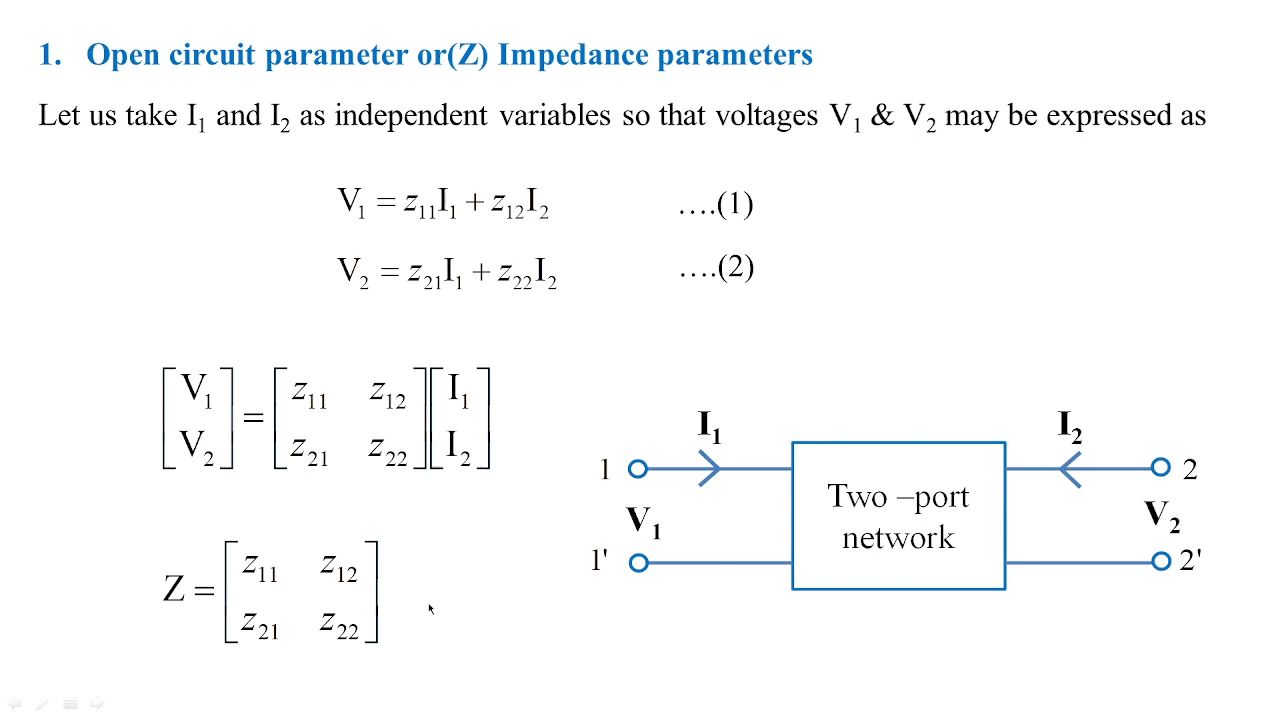 1. Open circuit parameter or(Z) Impedance parameters
Let us take I₁ and I₂ as independent variables so that voltages V₁ & V₂ may be expressed as
V₁ = z₁₁I₁ + z₁₂I₂ ....(1)
V₂ = z₂₁I₁ + z₂₂I₂ ....(2)
[V₁ V₂] = [z₁₁ z₁₂ z₂₁ z₂₂] [I₁ I₂]
Z = [z₁₁ z₁₂ z₂₁ z₂₂]
I₁ I₂
1 2
Two –port
V₁ V₂
network
1' 2'